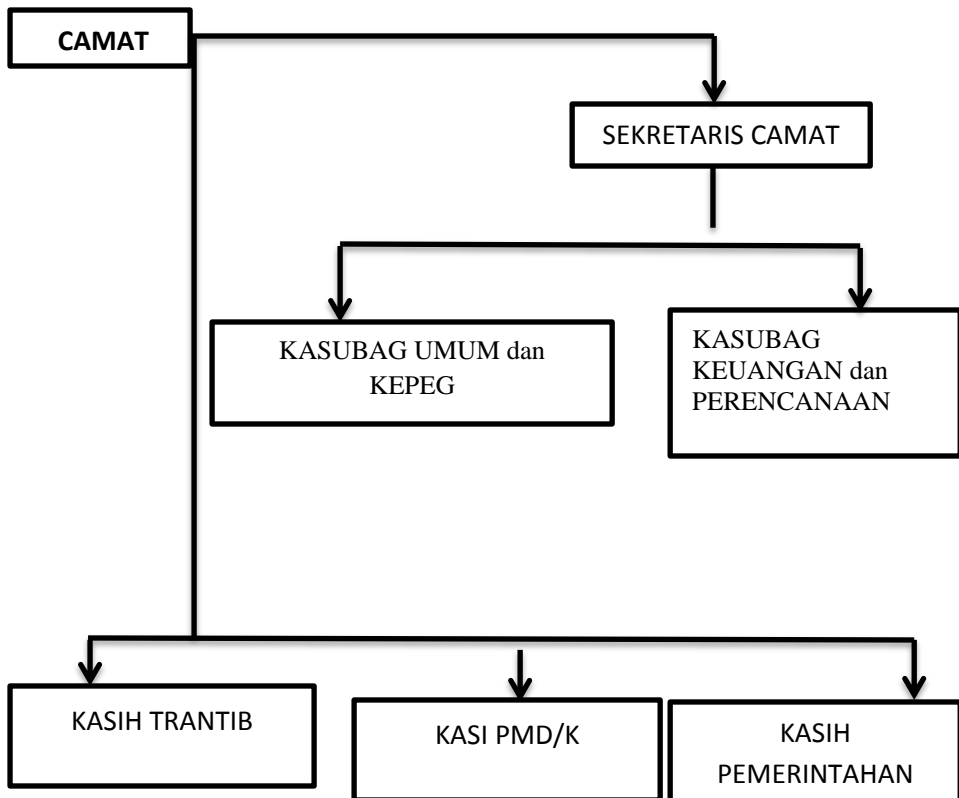 CAMAT
SEKRETARIS CAMAT
KASUBAG UMUM dan
KEPEG
KASUBAG
KEUANGAN dan
PERENCANAAN
KASIH TRANTIB
KASI PMD/K
KASIH
PEMERINTAHAN